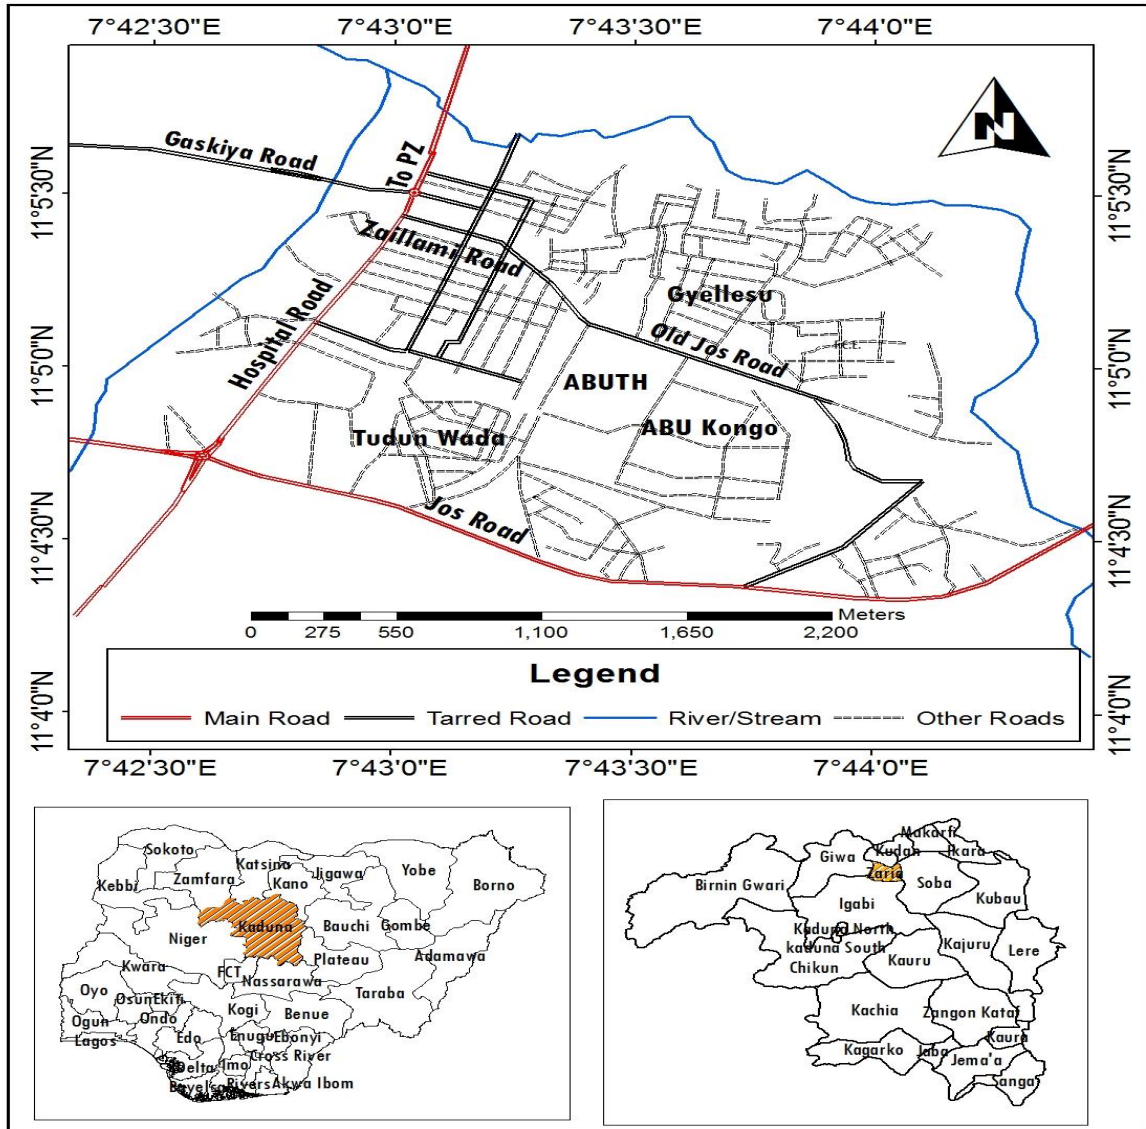 7°42'30"E 7°43'0"E 7°43'30"E 7°44'0"E
11°5'30"N
11°5'0"N
11°4'30"N
11°4'0"N
11°5'30"N
11°5'0"N
11°4'30"N
11°4'0"N
N
Gaskiya Road
To PZ
Zaillami Road
Hospital Road
Gyellesu
Old Jos Road
ABUTH
ABU Kongo
Tudun Wada
Jos Road
Meters
0 275 550 1,100 1,650 2,200
Legend
Main Road Tarred Road River/Stream Other Roads
7°42'30"E 7°43'0"E 7°43'30"E 7°44'0"E
Sokoto
Katsina
Zamfara
Kebbi
Kano
Jigawa
Yobe
Borno
Kaduna
Bauchi
Gombe
Niger
Adamawa
Plateau
Kwara
FCT
Nassarawa
Taraba
Oyo
Osun
Ekiti
Kogi
Benue
Ogun
Ondo
Lagos
Edo
Enugu
Ebonyi
Cross River
Delta
Imo
Bayelsa
Rivers
Akwa Ibom
Makarfi
Kudan
Ikara
Giwa
Zaria
Birnin Gwari
Soba
Kubau
Igabi
Kaduna North
kaduna South
Kajuru
Lere
Chikun
Kauru
Kachia
Zangon Kataf
Kaura
Kagarko
Jaba
Jema'a
Sanga